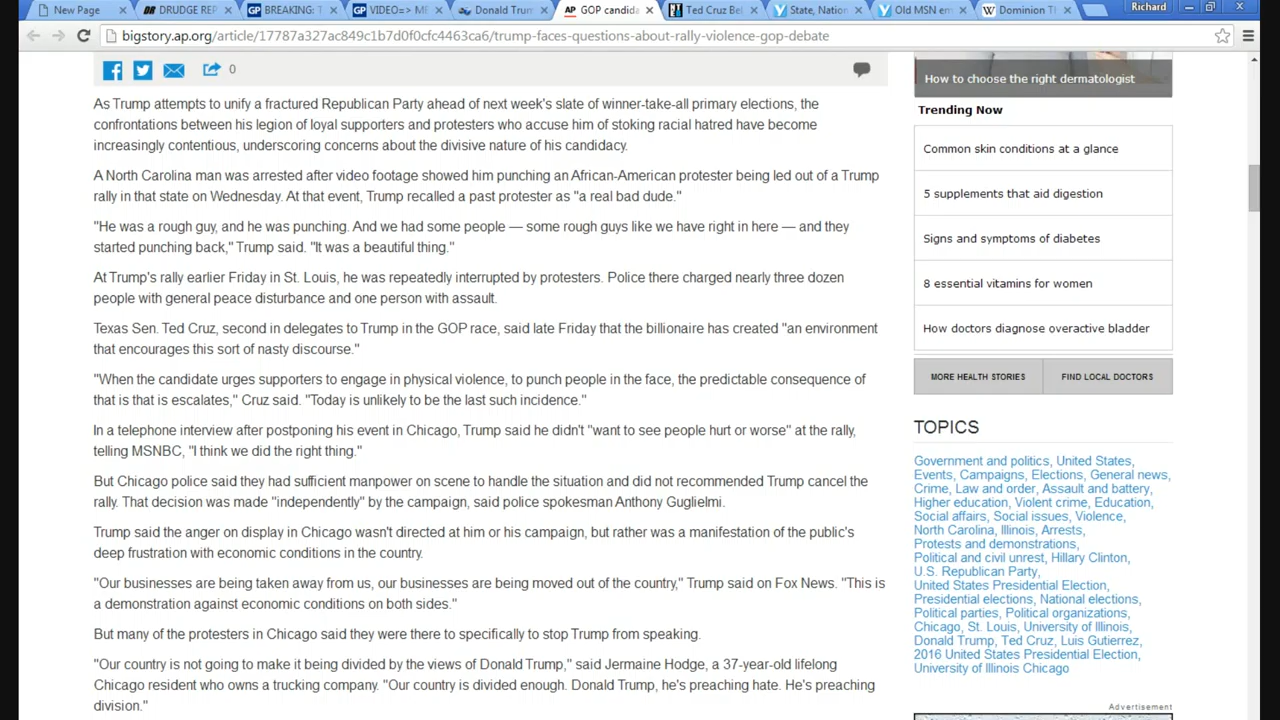 New Page
DRUDGE REP
BREAKING: T
VIDEO=> M
Donald Trum
GOP candida
Ted Cruz Bel
State, Nation
Old MSN em
Dominion Th
Richard
bigstory.ap.org/article/17787a327ac849c1b7d0f0cfc4463ca6/trump-faces-questions-about-rally-violence-gop-debate
0
As Trump attempts to unify a fractured Republican Party ahead of next week's slate of winner-take-all primary elections, the
confrontations between his legion of loyal supporters and protesters who accuse him of stoking racial hatred have become
increasingly contentious, underscoring concerns about the divisive nature of his candidacy.
A North Carolina man was arrested after video footage showed him punching an African-American protester being led out of a Trump
rally in that state on Wednesday. At that event, Trump recalled a past protester as "a real bad dude."
"He was a rough guy, and he was punching. And we had some people — some rough guys like we have right in here — and they
started punching back," Trump said. "It was a beautiful thing."
At Trump's rally earlier Friday in St. Louis, he was repeatedly interrupted by protesters. Police there charged nearly three dozen
people with general peace disturbance and one person with assault.
Texas Sen. Ted Cruz, second in delegates to Trump in the GOP race, said late Friday that the billionaire has created "an environment
that encourages this sort of nasty discourse."
"When the candidate urges supporters to engage in physical violence, to punch people in the face, the predictable consequence of
that is that is escalates," Cruz said. "Today is unlikely to be the last such incidence."
In a telephone interview after postponing his event in Chicago, Trump said he didn't "want to see people hurt or worse" at the rally,
telling MSNBC, "I think we did the right thing."
But Chicago police said they had sufficient manpower on scene to handle the situation and did not recommended Trump cancel the
rally. That decision was made "independently" by the campaign, said police spokesman Anthony Guglielmi.
Trump said the anger on display in Chicago wasn't directed at him or his campaign, but rather was a manifestation of the public's
deep frustration with economic conditions in the country.
"Our businesses are being taken away from us, our businesses are being moved out of the country," Trump said on Fox News. "This is
a demonstration against economic conditions on both sides."
But many of the protesters in Chicago said they were there to specifically to stop Trump from speaking.
"Our country is not going to make it being divided by the views of Donald Trump," said Jermaine Hodge, a 37-year-old lifelong
Chicago resident who owns a trucking company. "Our country is divided enough. Donald Trump, he's preaching hate. He's preaching
division."
How to choose the right dermatologist
Trending Now
Common skin conditions at a glance
5 supplements that aid digestion
Signs and symptoms of diabetes
8 essential vitamins for women
How doctors diagnose overactive bladder
MORE HEALTH STORIES
FIND LOCAL DOCTORS
TOPICS
Government and politics, United States,
Events, Campaigns, Elections, General news,
Crime, Law and order, Assault and battery,
Higher education, Violent crime, Education,
Social affairs, Social issues, Violence,
North Carolina, Illinois, Arrests,
Protests and demonstrations,
Political and civil unrest, Hillary Clinton,
U.S. Republican Party,
United States Presidential Election,
Presidential elections, National elections,
Political parties, Political organizations,
Chicago, St. Louis, University of Illinois,
Donald Trump, Ted Cruz, Luis Gutierrez,
2016 United States Presidential Election,
University of Illinois Chicago
Advertisement